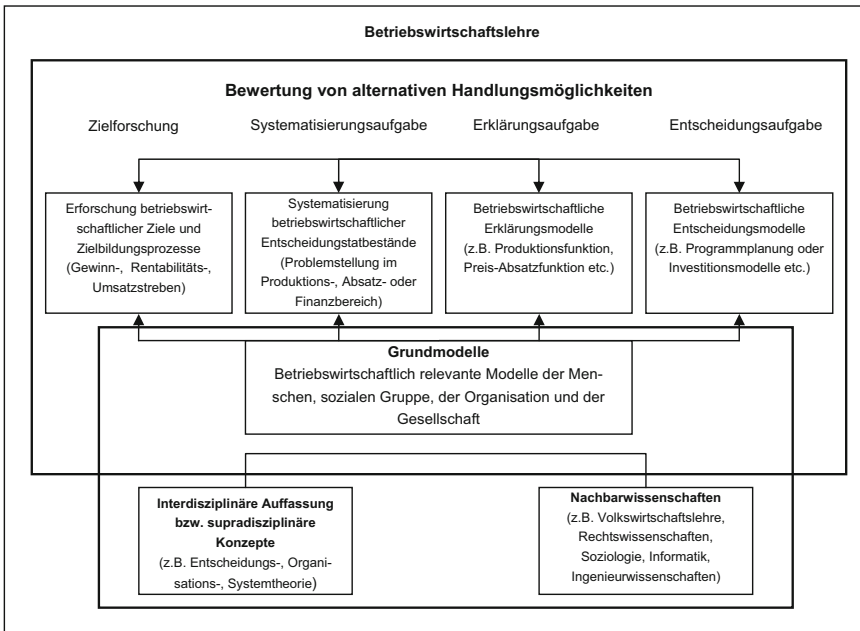 Betriebswirtschaftslehre
Bewertung von alternativen Handlungsmöglichkeiten
Zielforschung
Systematisierungsaufgabe
Erklärungsaufgabe
Entscheidungsaufgabe
Erforschung betriebswirt-
schaftlicher Ziele und
Zielbildungsprozesse
(Gewinn-, Rentabilitäts-,
Umsatzstreben)
Systematisierung
betriebswirtschaftlicher
Entscheidungstatbestände
(Problemstellung im
Produktions-, Absatz- oder
Finanzbereich)
Betriebswirtschaftliche
Erklärungsmodelle
(z.B. Produktionsfunktion,
Preis-Absatzfunktion etc.)
Betriebswirtschaftliche
Entscheidungsmodelle
(z.B. Programmplanung oder
Investitionsmodelle etc.)
Grundmodelle
Betriebswirtschaftlich relevante Modelle der Men-
schen, sozialen Gruppe, der Organisation und der
Gesellschaft
Interdisziplinäre Auffassung
bzw. supradisziplinäre
Konzepte
(z.B. Entscheidungs-, Organi-
sations-, Systemtheorie)
Nachbarwissenschaften
(z.B. Volkswirtschaftslehre,
Rechtswissenschaften,
Soziologie, Informatik,
Ingenieurwissenschaften)